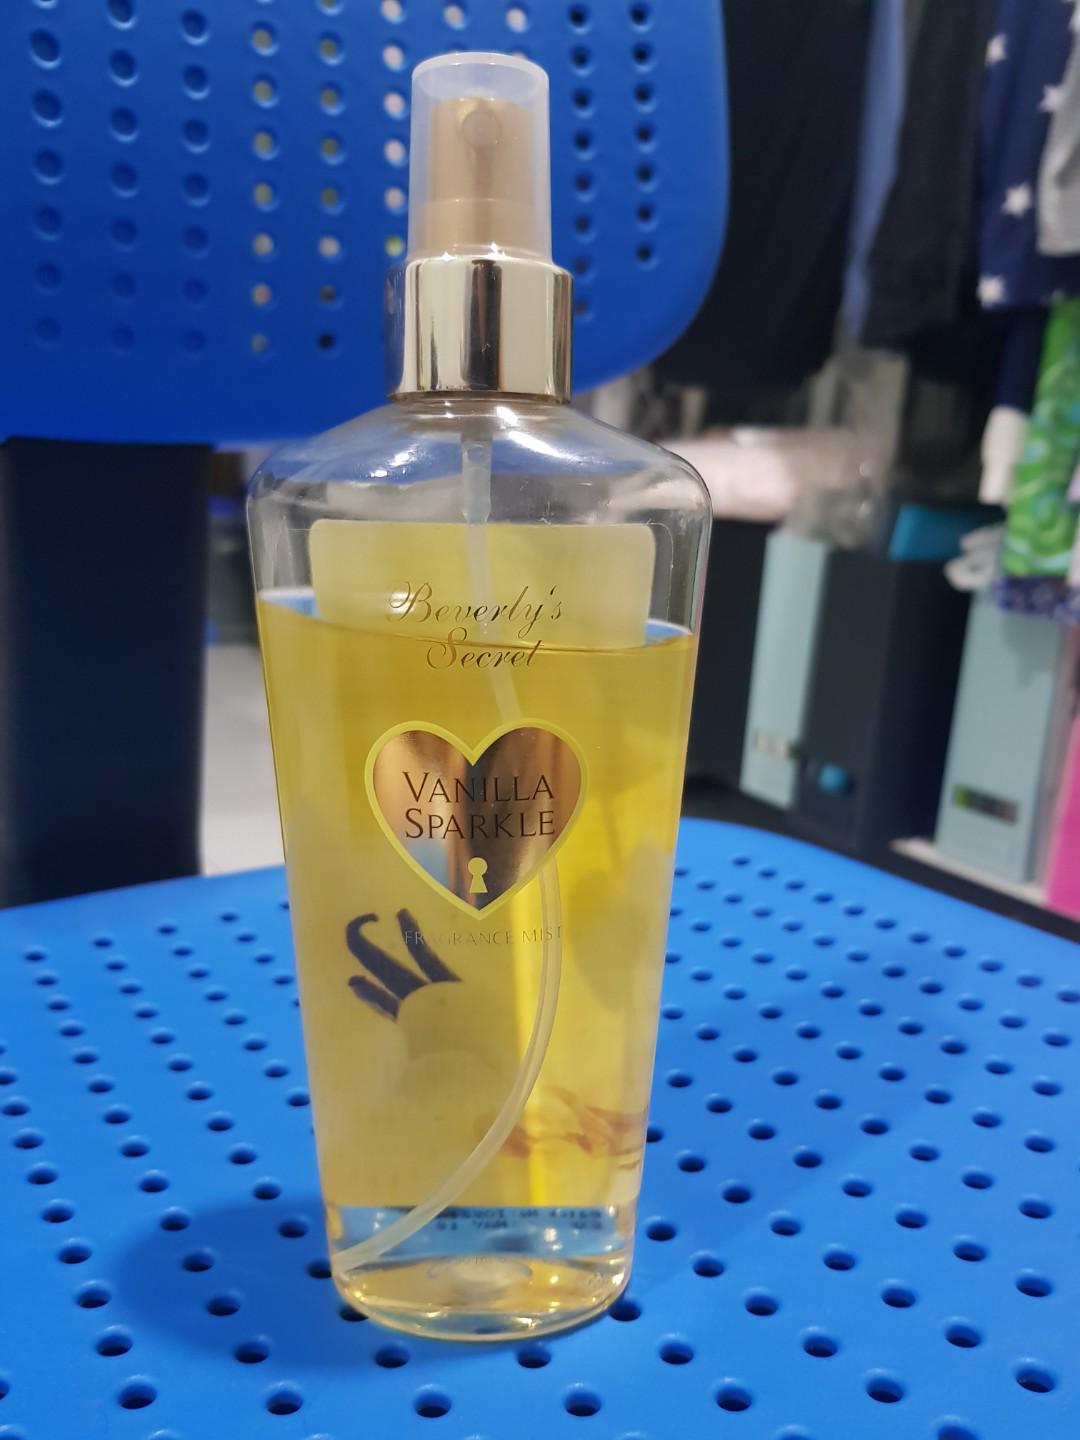 Beverly's
Secret
VANILLA
SPARKLE
FRAGRANCE MIST